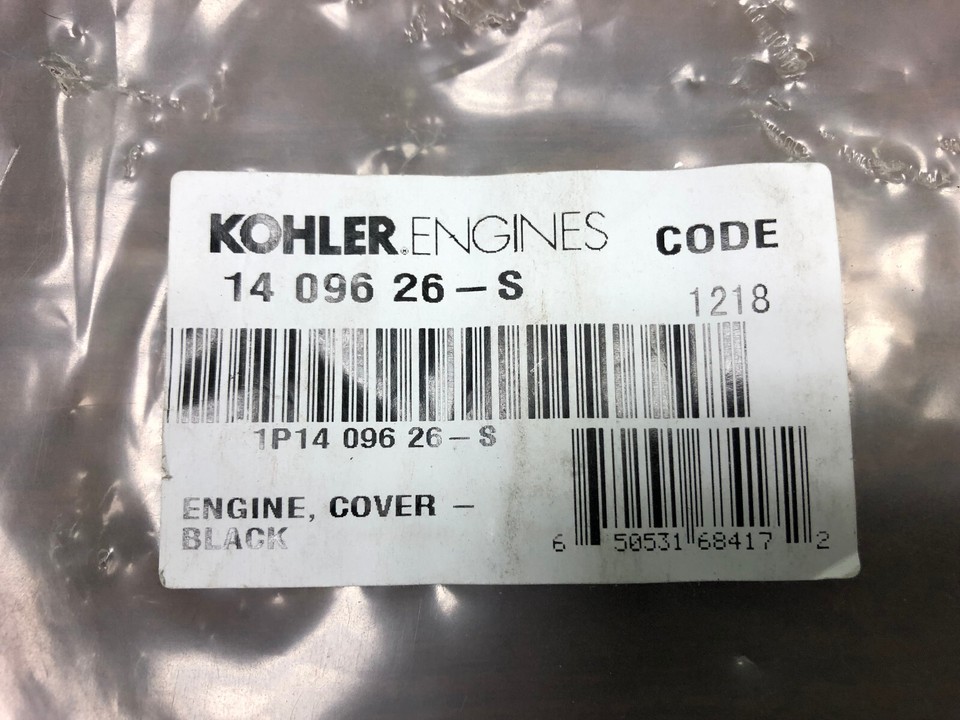 KOHLER®ENGINES CODE
14 096 26-S 1218
1P14 096 26-S
ENGINE, COVER -
BLACK
6 50531 68417 2